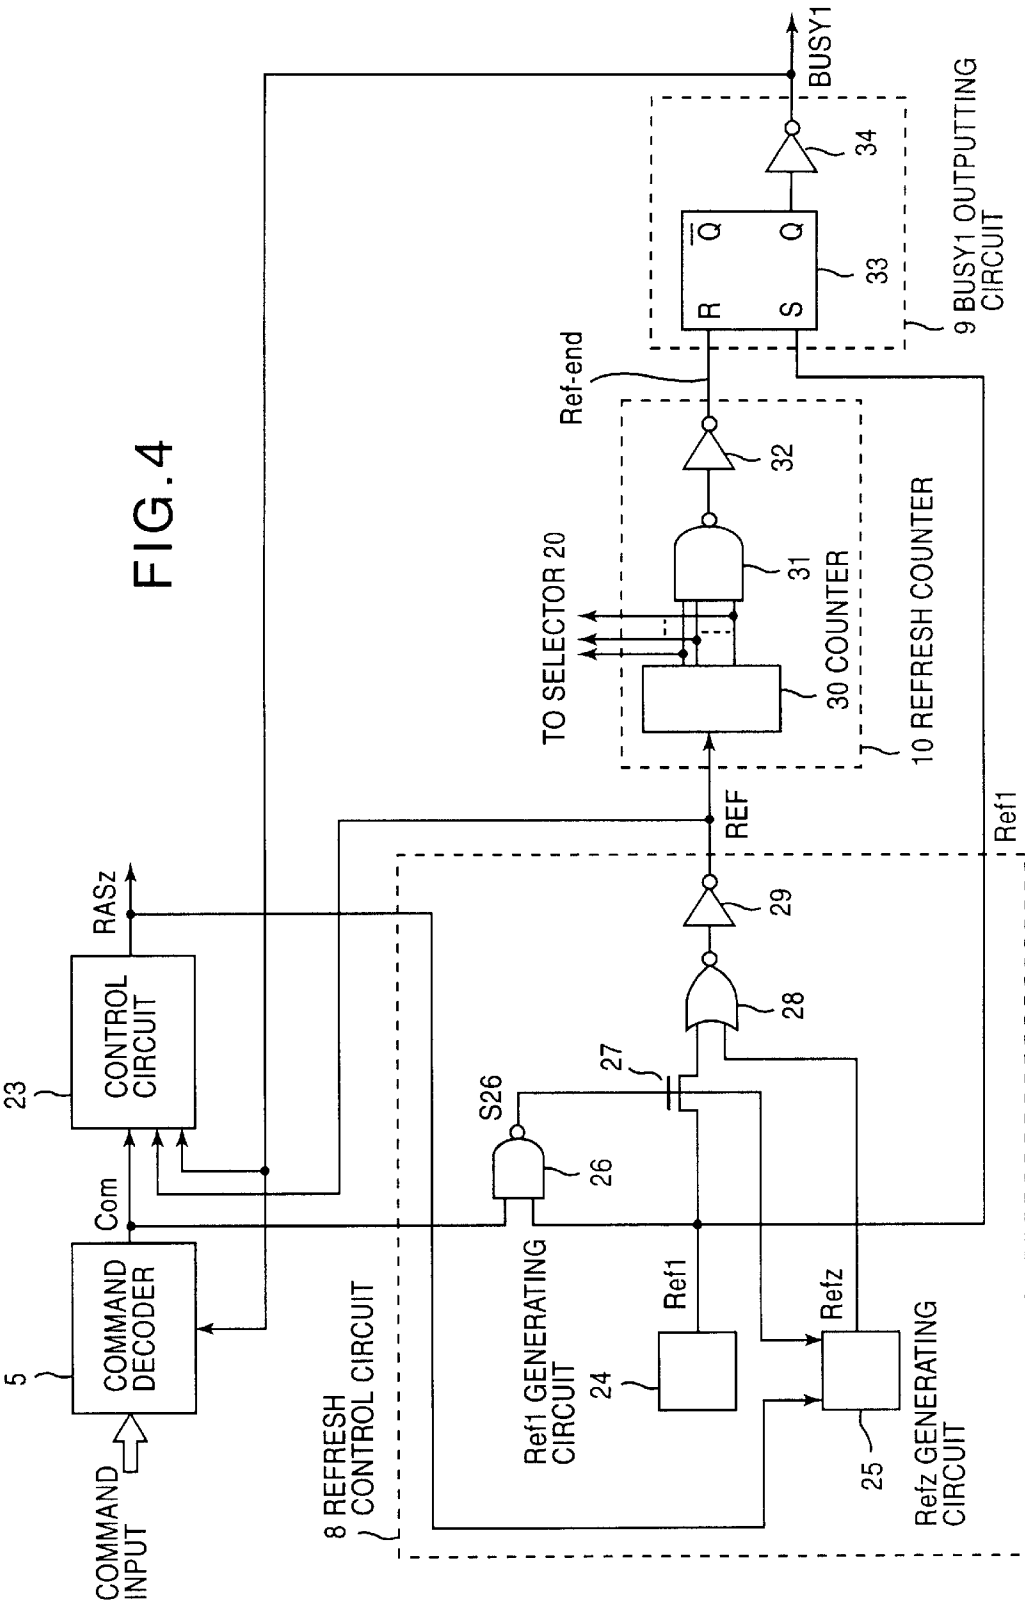 FIG.4
COMMAND
INPUT
5
COMMAND
DECODER
Com
23
CONTROL
CIRCUIT
RASz
8 REFRESH
CONTROL CIRCUIT
S26
26
27
28
29
Ref1 GENERATING
CIRCUIT
24
Ref1
Refz
25
Refz GENERATING
CIRCUIT
REF
Ref1
TO SELECTOR 20
30 COUNTER
31
32
10 REFRESH COUNTER
Ref-end
R
Q
S
Q
33
34
9 BUSY1 OUTPUTTING
CIRCUIT
BUSY1